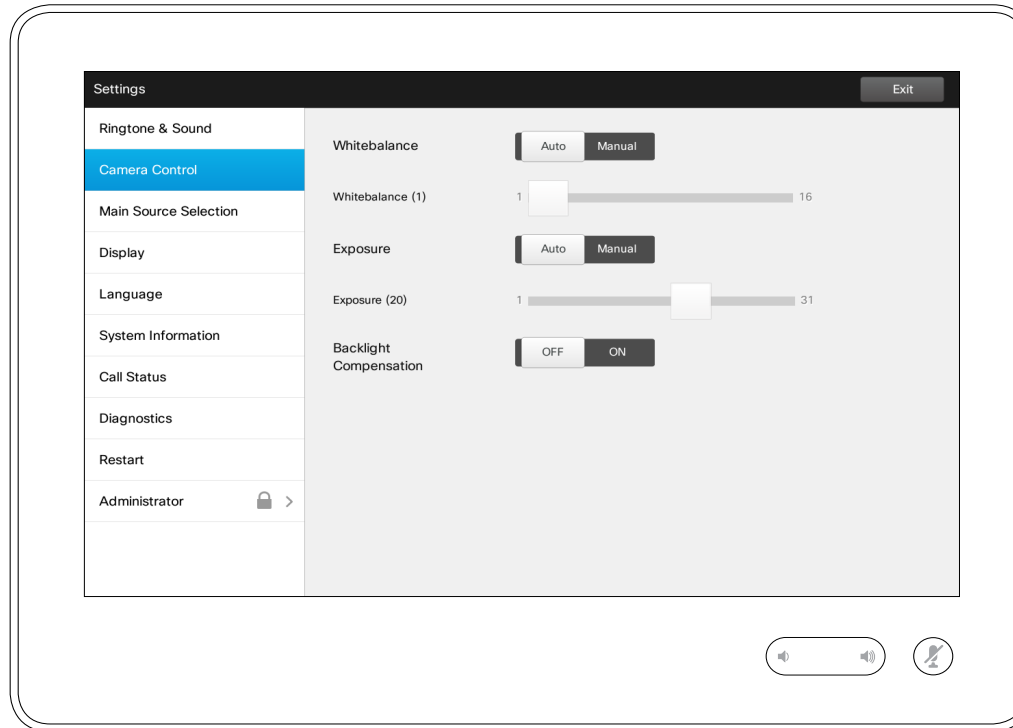 Settings
Exit
Ringtone & Sound
Camera Control
Main Source Selection
Display
Language
System Information
Call Status
Diagnostics
Restart
Administrator
Whitebalance
Auto Manual
Whitebalance (1)
1 16
Exposure
Auto Manual
Exposure (20)
1 31
Backlight
Compensation
OFF ON